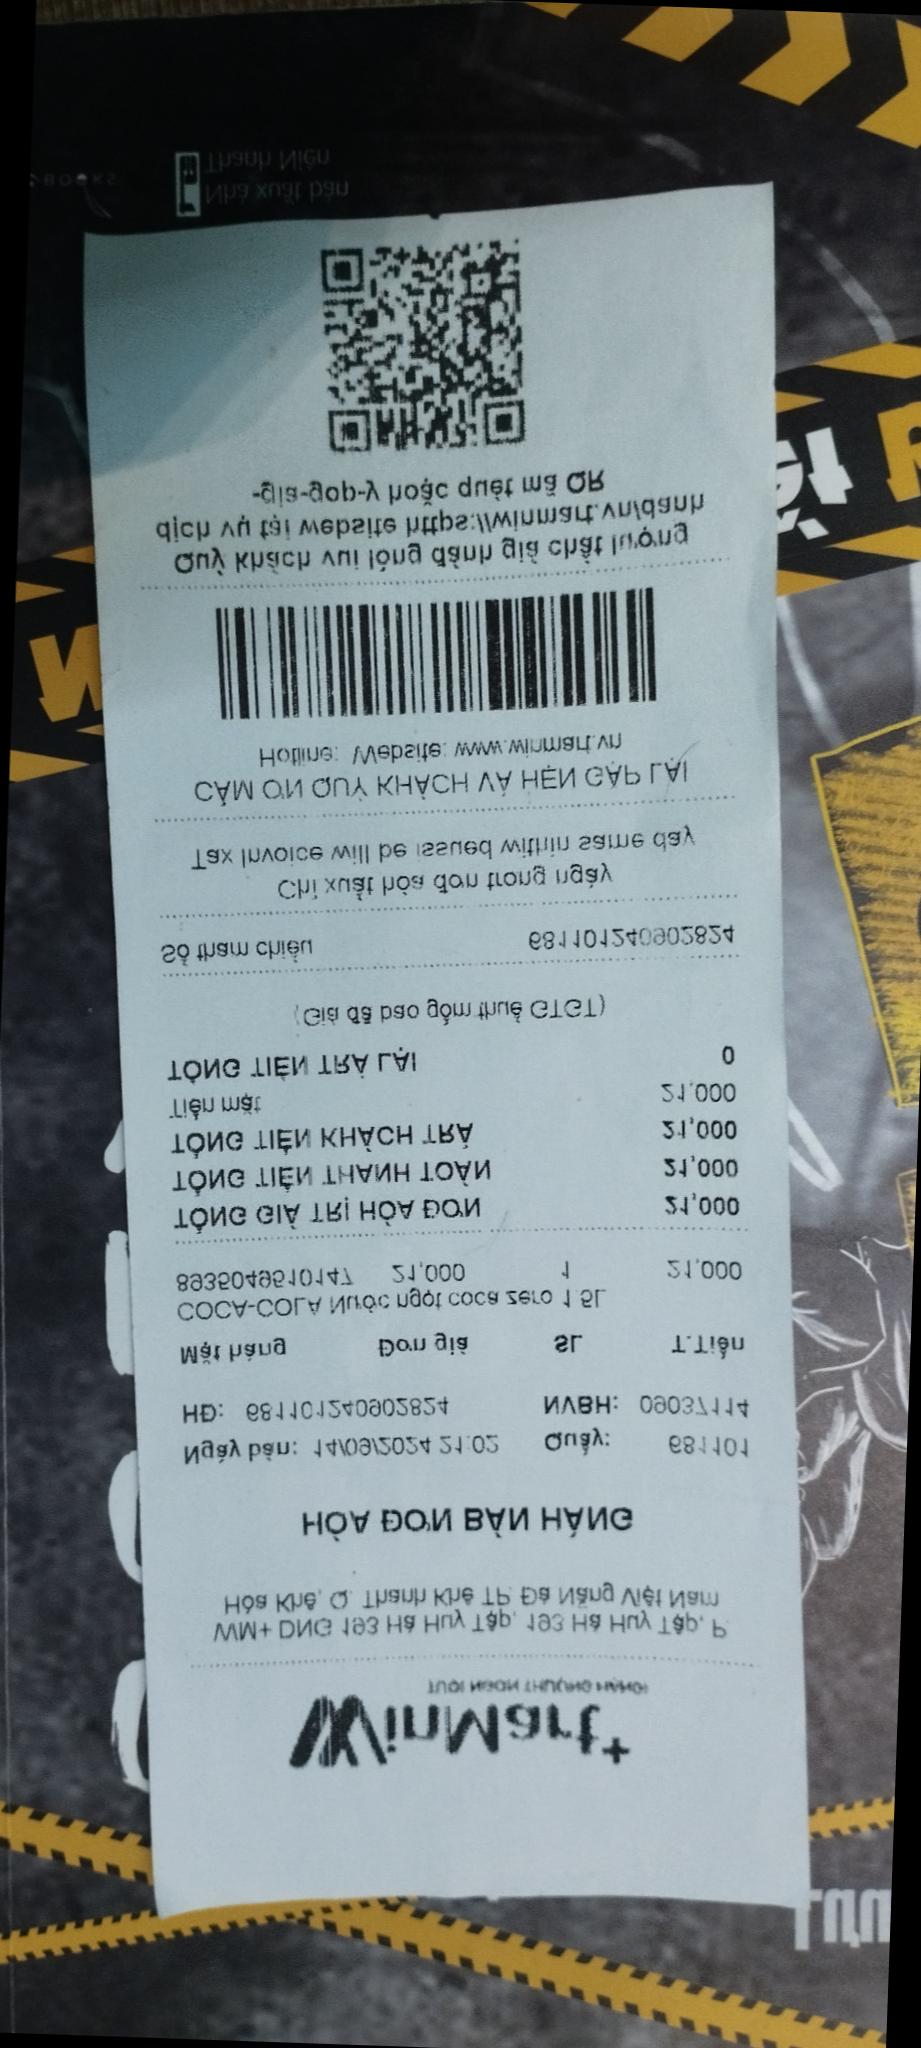 WinMart+
TƯƠI NGON THƯỢNG HẠNG!
WM+ DNG 193 Hà Huy Tập, 193 Hà Huy Tập, P.
Hòa Khê, Q. Thanh Khê TP. Đà Nẵng Việt Nam
HÓA ĐƠN BÁN HÀNG
Ngày bán: 14/09/2024 21:02 Quầy: 681101
HĐ: 681101240902824 NVBH: 09037114
Mặt hàng Đơn giá SL T.Tiền
COCA-COLA Nước ngọt coca zero 1.5L
8935049510147 21,000 1 21,000
TỔNG GIÁ TRỊ HÓA ĐƠN 21,000
TỔNG TIỀN THANH TOÁN 21,000
TỔNG TIỀN KHÁCH TRẢ 21,000
Tiền mặt 21,000
TỔNG TIỀN TRẢ LẠI 0
(Giá đã bao gồm thuế GTGT)
Số tham chiếu 681101240902824
Chỉ xuất hóa đơn trong ngày
Tax Invoice will be issued within same day
CẢM ƠN QUÝ KHÁCH VÀ HẸN GẶP LẠI
Hotline: Website: www.winmart.vn
Quý khách vui lòng đánh giá chất lượng
dịch vụ tại website https://winmart.vn/danh
-gia-gop-y hoặc quét mã QR
Nhà xuất bản
Thanh Niên